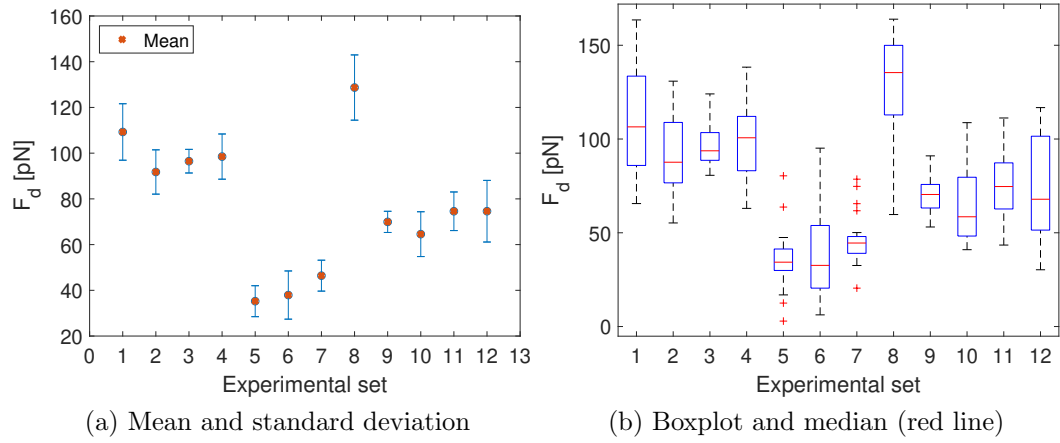 160
140
120
100
80
60
40
20
F_d [pN]
Mean
0 1 2 3 4 5 6 7 8 9 10 11 12 13
Experimental set
(a) Mean and standard deviation
150
100
50
0
F_d [pN]
1 2 3 4 5 6 7 8 9 10 11 12
Experimental set
(b) Boxplot and median (red line)